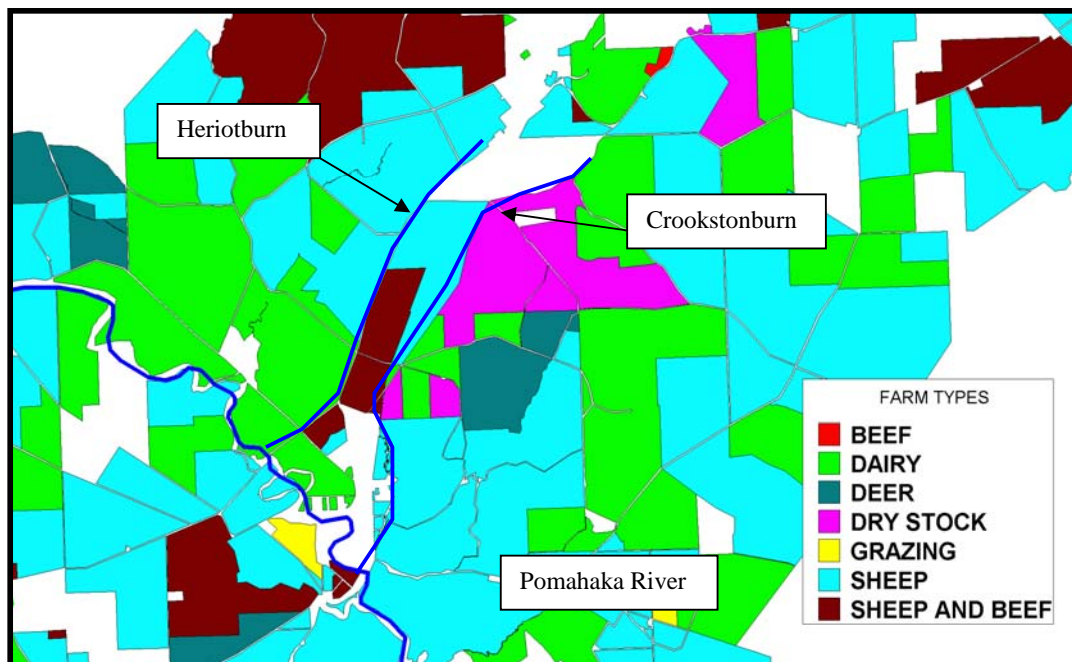 Heriotburn
Crookstonburn
Pomahaka River
FARM TYPES
BEEF
DAIRY
DEER
DRY STOCK
GRAZING
SHEEP
SHEEP AND BEEF